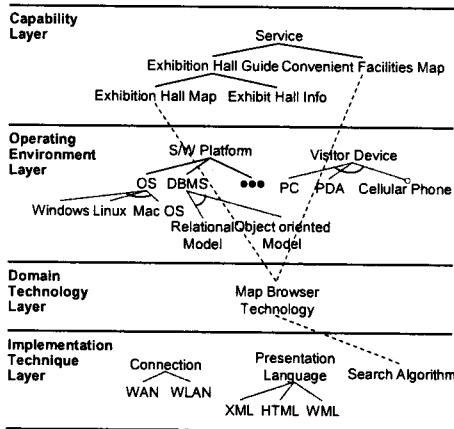 Capability
Layer
Service
Exhibition Hall Guide Convenient Facilities Map
Exhibition Hall Map Exhibit Hall Info
Operating
Environment
Layer
S/W Platform
Visitor Device
OS DBMS ●●● PC PDA Cellular Phone
Windows Linux Mac OS
Relational Model
Object oriented Model
Domain
Technology
Layer
Map Browser
Technology
Implementation
Technique
Layer
Connection
WAN WLAN
Presentation
Language
XML HTML WML
Search Algorithm